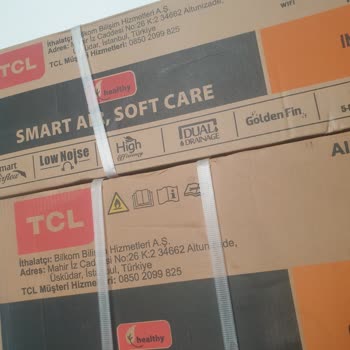 TCL
İthalatçı: Bilkom Bilişim Hizmetleri A.Ş.
Adres: Mahir İz Caddesi No:26 K:2 34662 Altunizade,
Üsküdar, İstanbul, Türkiye
TCL Müşteri Hizmetleri: 0850 2099 825
WIFI
healthy
SMART AIR, SOFT CARE
Low Noise
High Efficiency
DUAL DRAINAGE
Golden Fin
TCL
İthalatçı: Bilkom Bilişim Hizmetleri A.Ş.
Adres: Mahir İz Caddesi No:26 K:2 34662 Altunizade,
Üsküdar, İstanbul, Türkiye
TCL Müşteri Hizmetleri: 0850 2099 825
healthy